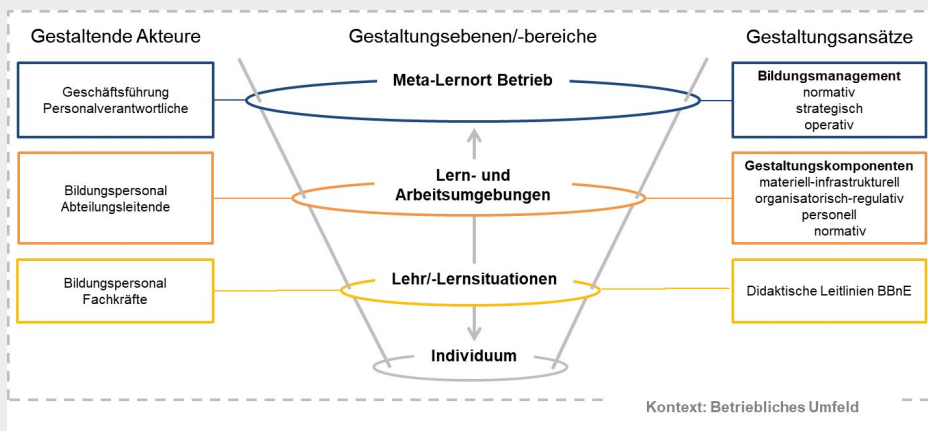 Gestaltende Akteure
Gestaltungsebenen/-bereiche
Gestaltungsansätze
Geschäftsführung
Personalverantwortliche
Meta-Lernort Betrieb
Bildungsmanagement
normativ
strategisch
operativ
Bildungspersonal
Abteilungsleitende
Lern- und
Arbeitsumgebungen
Gestaltungskomponenten
materiell-infrastrukturell
organisatorisch-regulativ
personell
normativ
Bildungspersonal
Fachkräfte
Lehr/-Lernsituationen
Didaktische Leitlinien BBnE
Individuum
Kontext: Betriebliches Umfeld